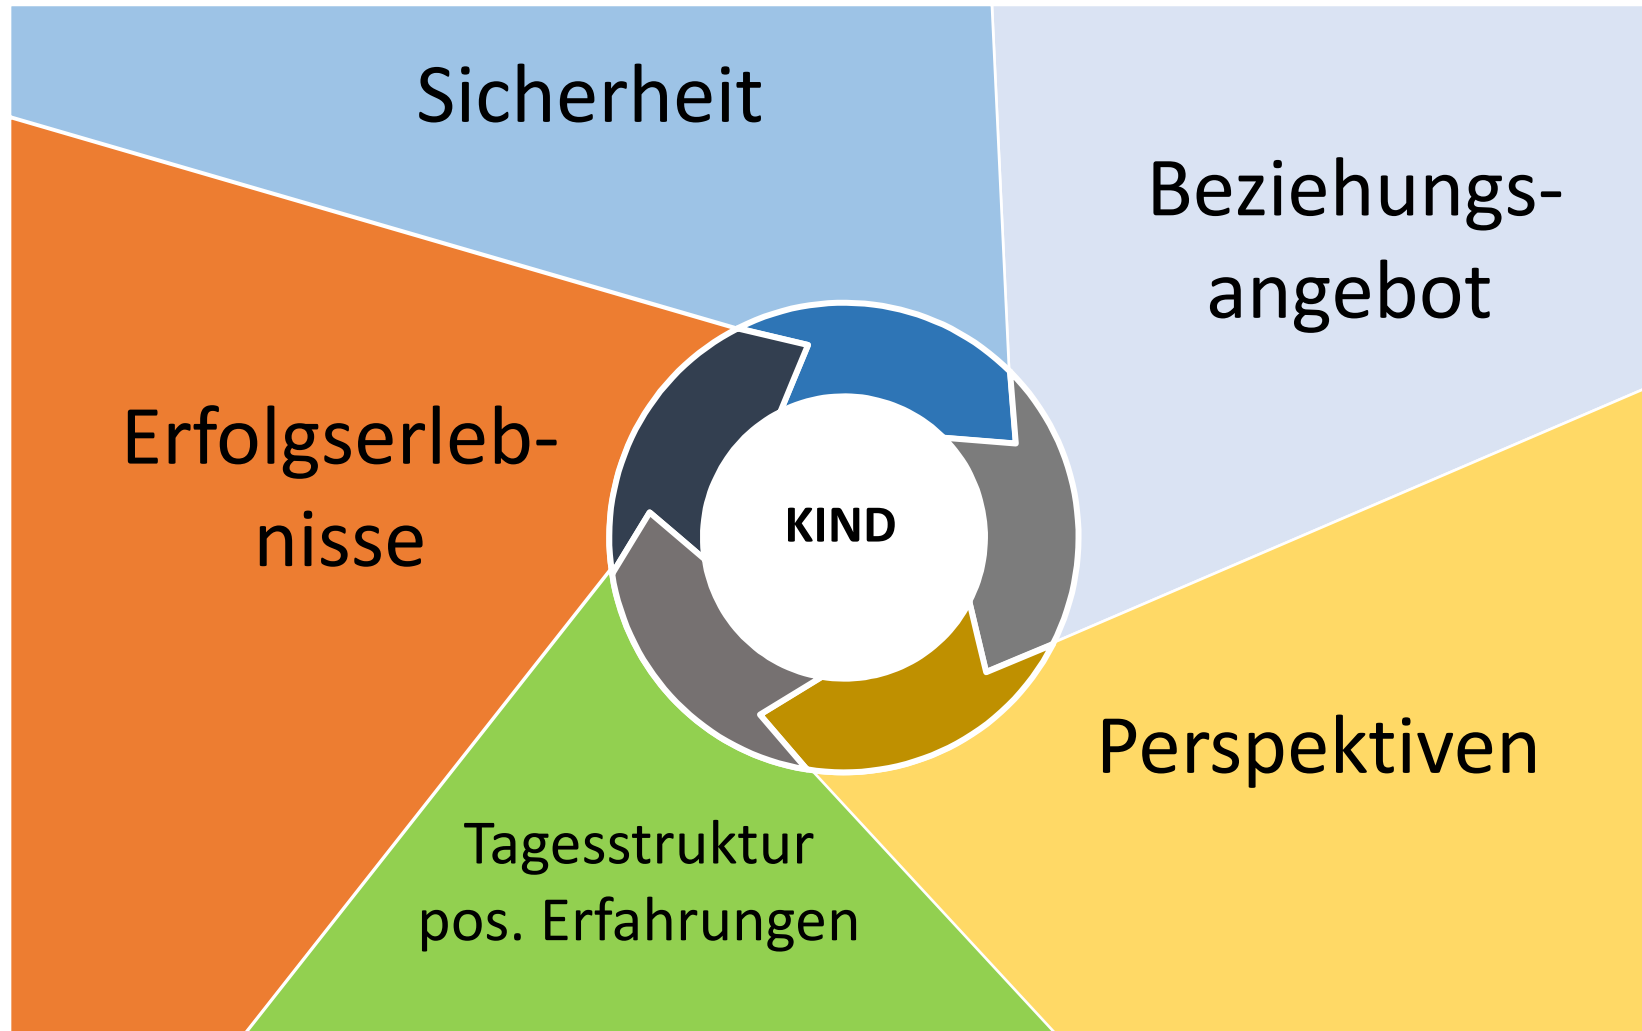 Sicherheit
Beziehungs-
angebot
Erfolgserleb-
nisse
KIND
Perspektiven
Tagesstruktur
pos. Erfahrungen